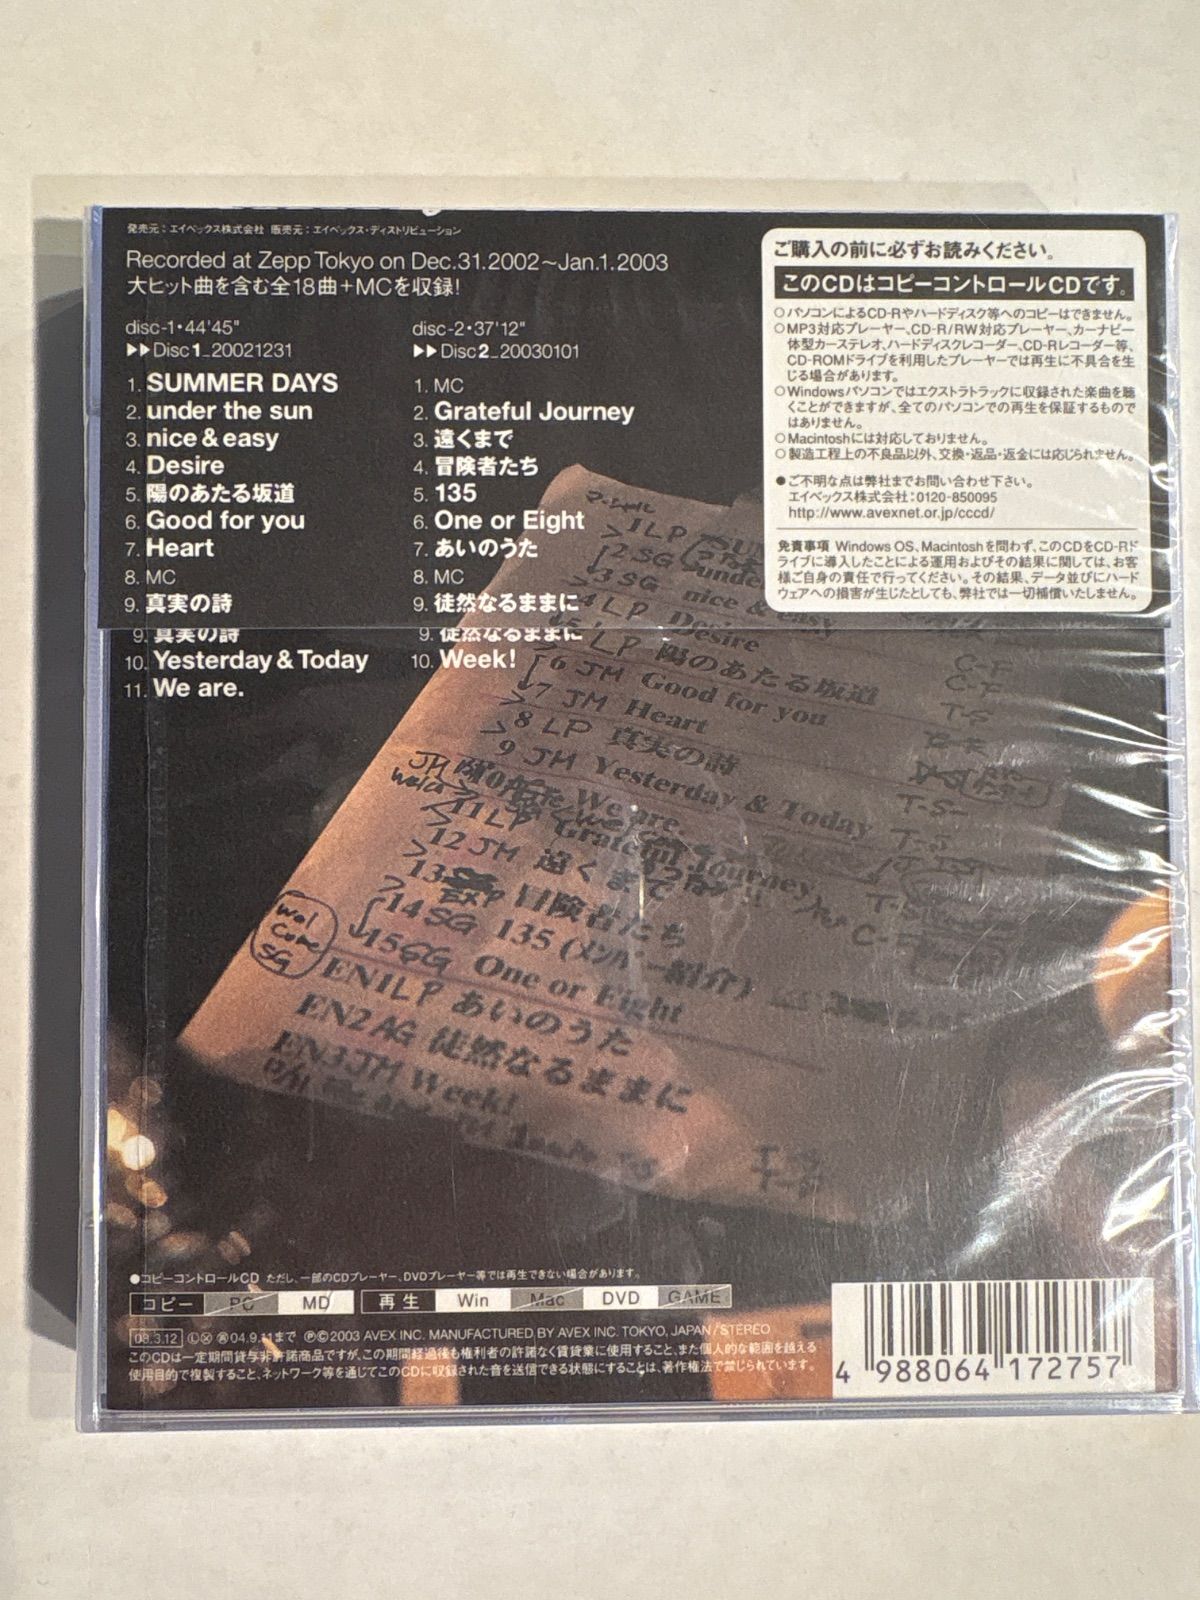 発売元:エイベックス株式会社 販売元:エイベックス・ディストリビューション
Recorded at Zepp Tokyo on Dec.31.2002~Jan.1.2003
大ヒット曲を含む全18曲+MCを収録!
disc-1・44'45"
▶▶Disc1_20021231
1. SUMMER DAYS
2. under the sun
3. nice & easy
4. Desire
5. 陽のあたる坂道
6. Good for you
7. Heart
8. MC
9. 真実の詩
9. 真実の詩
10. Yesterday & Today
11. We are.
disc-2・37'12"
▶▶Disc2_20030101
1. MC
2. Grateful Journey
3. 遠くまで
4. 冒険者たち
5. 135
6. One or Eight
7. あいのうた
8. MC
9. 徒然なるままに
9. 徒然なるままに
10. Week!
ご購入の前に必ずお読みください。
このCDはコピーコントロールCDです。
○パソコンによるCD-Rやハードディスク等へのコピーはできません。
○MP3対応プレーヤー、CD-R/RW対応プレーヤー、カーナビ一
体型カーステレオ、ハードディスクレコーダー、CD-Rレコーダー等、
CD-ROMドライブを利用したプレーヤーでは再生に不具合を生
じる場合があります。
○Windowsパソコンではエクストラトラックに収録された楽曲を聴
くことができますが、全てのパソコンでの再生を保証するもので
はありません。
○Macintoshには対応しておりません。
○製造工程上の不良品以外、交換・返品・返金には応じられません。
●ご不明な点は弊社までお問い合わせ下さい。
エイベックス株式会社:0120-850095
http://www.avexnet.or.jp/cccd/
免責事項 Windows OS、Macintoshを問わず、このCDをCD-Rド
ライブに導入したことによる運用およびその結果に関しては、お客
様ご自身の責任で行ってください。その結果、データ並びにハード
ウェアへの損害が生じたとしても、弊社では一切補償いたしません。
マーシャル
1 LP SU
2 SG unde
3 SG nice & easy
4 LP Desire
5 LP 陽のあたる坂道 C-F
6 JM Good for you C-F
7 JM Heart T-S
8 LP 真実の詩
9 JM Yesterday & Today T-S-
JM We are. T-S
11 LP Grateful Journey
12 JM 遠くまで
13 EXP 冒険者たち
14 SG 135 (メンバー紹介)
15 GG One or Eight
Wel Come SG
EN1 LP あいのうた
EN2 AG 徒然なるままに
EN3 JM Week!
●コピーコントロールCD ただし、一部のCDプレーヤー、DVDプレーヤー等では再生できない場合があります。
コピー PC MD 再生 Win Mac DVD GAME
03.3.12 Ⓛ Ⓧ 04.9.11まで ℗©2003 AVEX INC. MANUFACTURED BY AVEX INC. TOKYO, JAPAN/STEREO
このCDは一定期間貸与非許諾商品ですが、この期間経過後も権利者の許諾なく賃貸業に使用すること、また個人的な範囲を越える
使用目的で複製すること、ネットワーク等を通じてこのCDに収録された音を送信できる状態にすることは、著作権法で禁じられています。
4 988064 172757